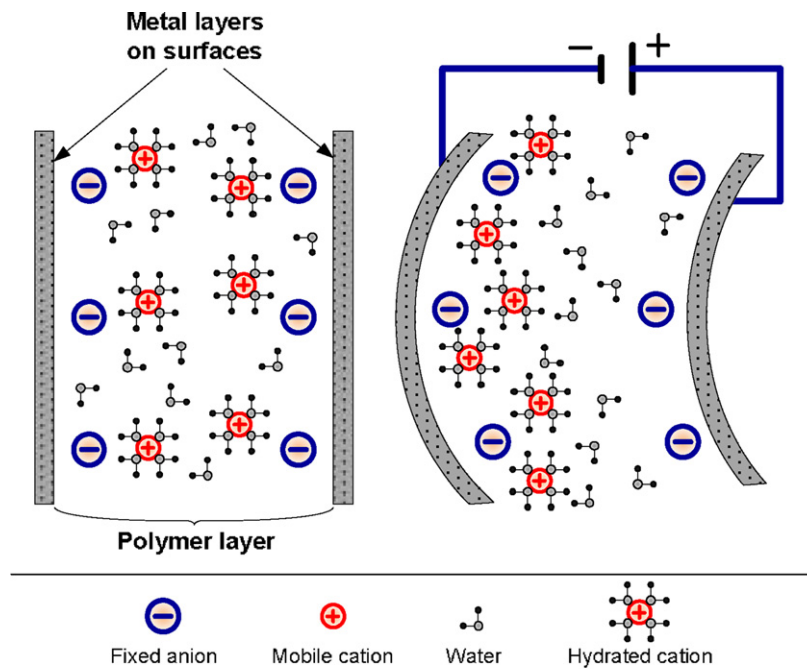 Metal layers
on surfaces
− +
Polymer layer
Fixed anion
Mobile cation
Water
Hydrated cation